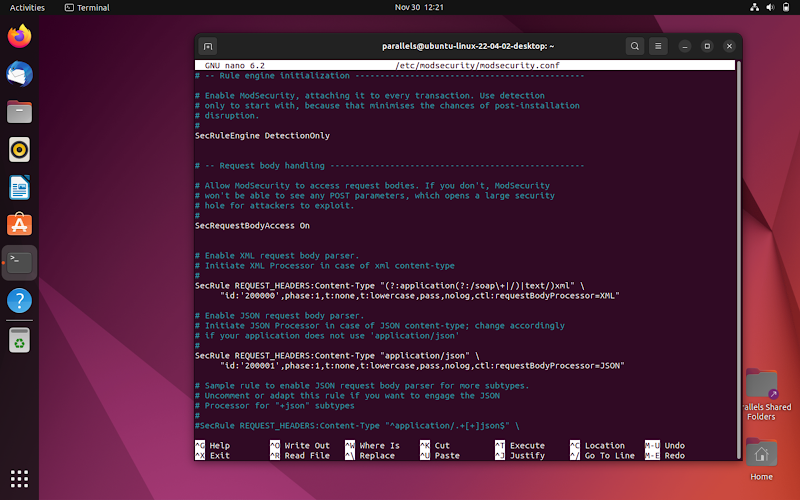 Activities
Terminal
Nov 30 12:21
parallels@ubuntu-linux-22-04-02-desktop: ~
GNU nano 6.2 /etc/modsecurity/modsecurity.conf
# -- Rule engine initialization ----------------------------------------------
# Enable ModSecurity, attaching it to every transaction. Use detection
# only to start with, because that minimises the chances of post-installation
# disruption.
#
SecRuleEngine DetectionOnly
# -- Request body handling ---------------------------------------------------
# Allow ModSecurity to access request bodies. If you don't, ModSecurity
# won't be able to see any POST parameters, which opens a large security
# hole for attackers to exploit.
#
SecRequestBodyAccess On
# Enable XML request body parser.
# Initiate XML Processor in case of xml content-type
#
SecRule REQUEST_HEADERS:Content-Type "(?:application(?:/soap\+|/)|text/)xml" \
"id:'200000',phase:1,t:none,t:lowercase,pass,nolog,ctl:requestBodyProcessor=XML"
# Enable JSON request body parser.
# Initiate JSON Processor in case of JSON content-type; change accordingly
# if your application does not use 'application/json'
#
SecRule REQUEST_HEADERS:Content-Type "application/json" \
"id:'200001',phase:1,t:none,t:lowercase,pass,nolog,ctl:requestBodyProcessor=JSON"
# Sample rule to enable JSON request body parser for more subtypes.
# Uncomment or adapt this rule if you want to engage the JSON
# Processor for "+json" subtypes
#
#SecRule REQUEST_HEADERS:Content-Type "^application/.+[+]json$" \
^G Help ^O Write Out ^W Where Is ^K Cut ^T Execute ^C Location M-U Undo
^X Exit ^R Read File ^\ Replace ^U Paste ^J Justify ^/ Go To Line M-E Redo
rallels Shared
Folders
Home